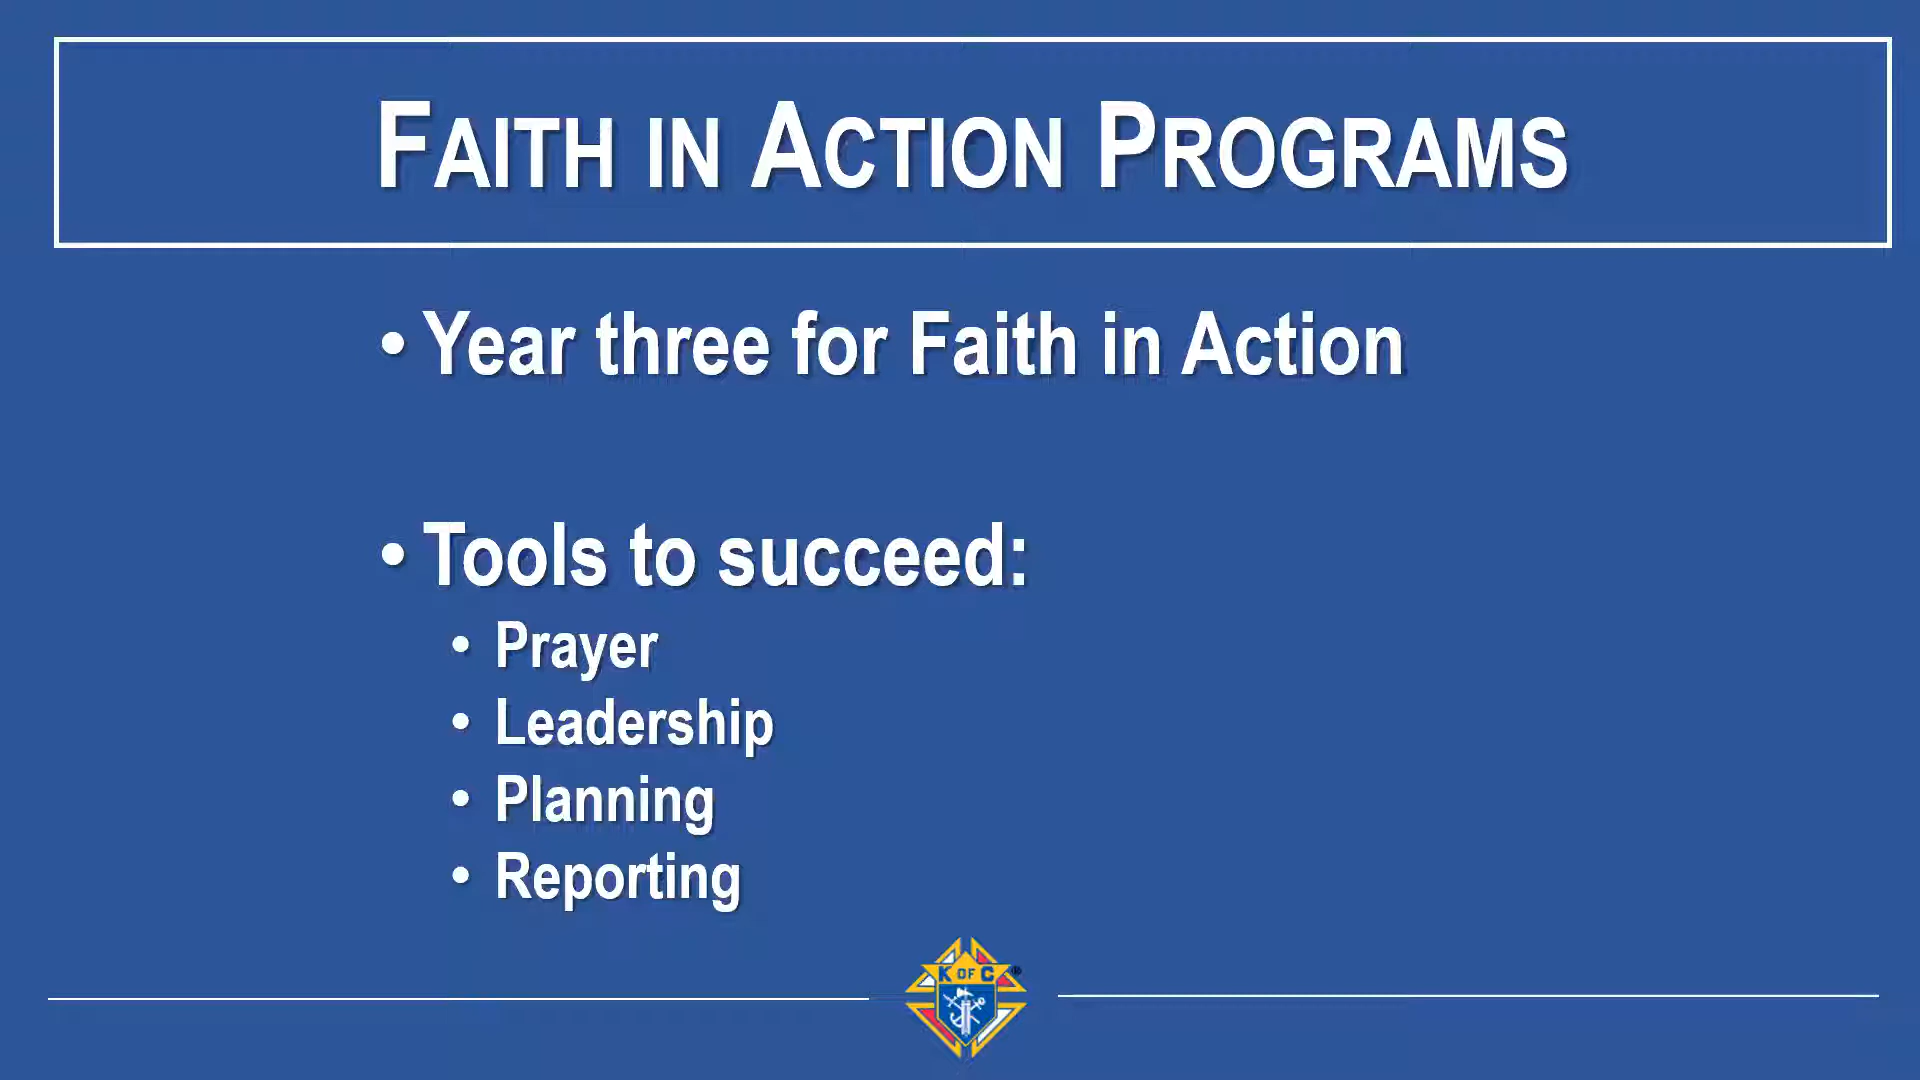 FAITH IN ACTION PROGRAMS
• Year three for Faith in Action
• Tools to succeed:
• Prayer
• Leadership
• Planning
• Reporting
K OF C ®